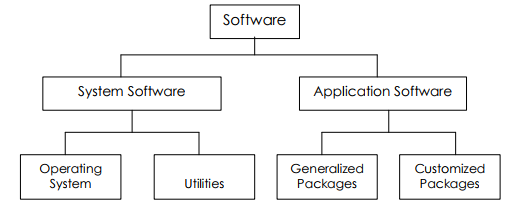 Software
System Software
Application Software
Operating
System
Utilities
Generalized
Packages
Customized
Packages